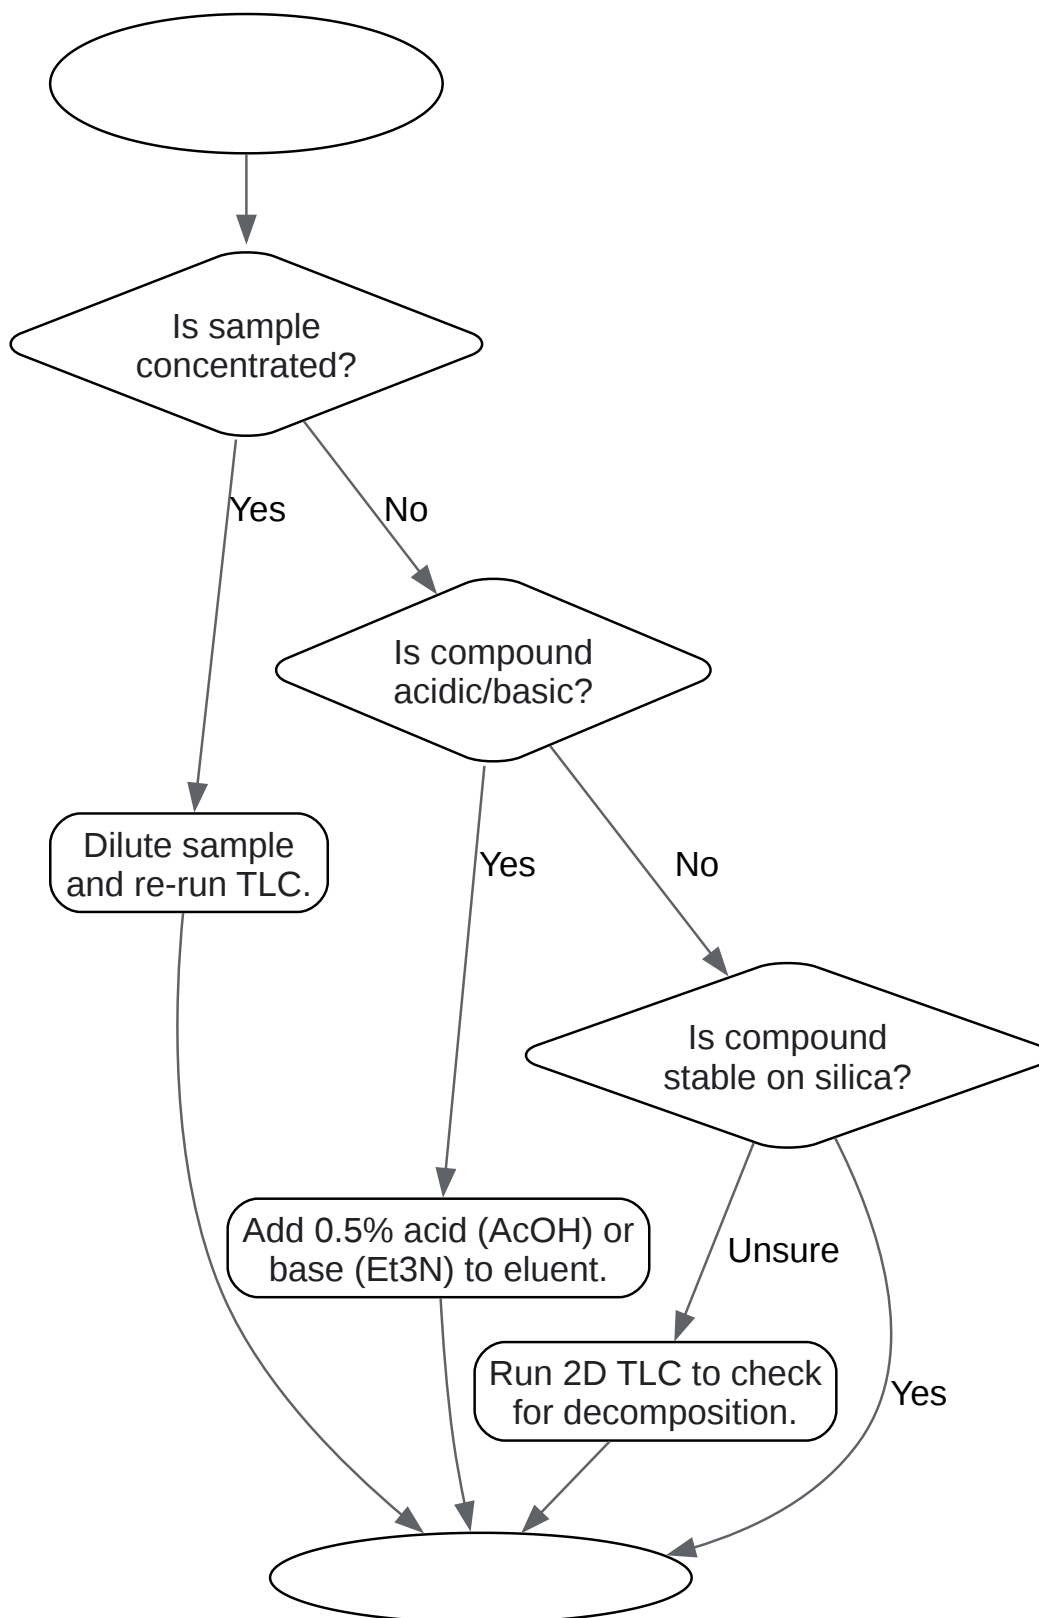 Is sample
concentrated?
Yes
No
Is compound
acidic/basic?
Dilute sample
and re-run TLC.
Yes
No
Is compound
stable on silica?
Add 0.5% acid (AcOH) or
base (Et3N) to eluent.
Unsure
Run 2D TLC to check
for decomposition.
Yes